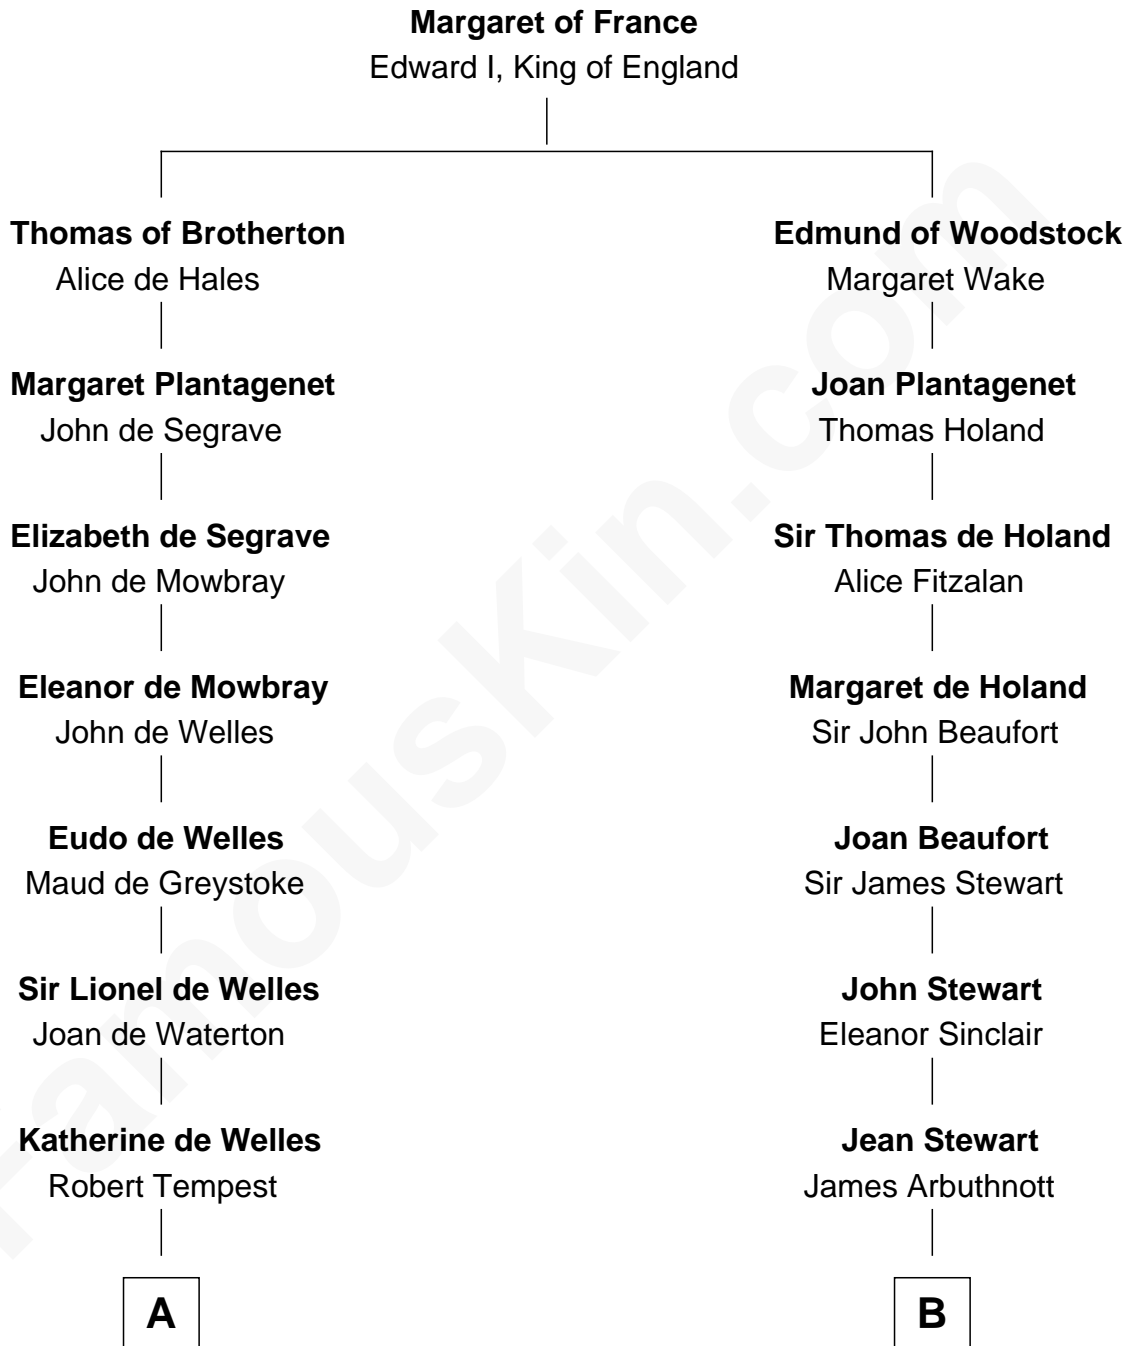 Margaret of France
Edward I, King of England
Thomas of Brotherton
Alice de Hales
Edmund of Woodstock
Margaret Wake
Margaret Plantagenet
John de Segrave
Joan Plantagenet
Thomas Holand
Elizabeth de Segrave
John de Mowbray
Sir Thomas de Holand
Alice Fitzalan
Eleanor de Mowbray
John de Welles
Margaret de Holand
Sir John Beaufort
Eudo de Welles
Maud de Greystoke
Joan Beaufort
Sir James Stewart
Sir Lionel de Welles
Joan de Waterton
John Stewart
Eleanor Sinclair
Katherine de Welles
Robert Tempest
Jean Stewart
James Arbuthnott
A
B
FamousKin.com